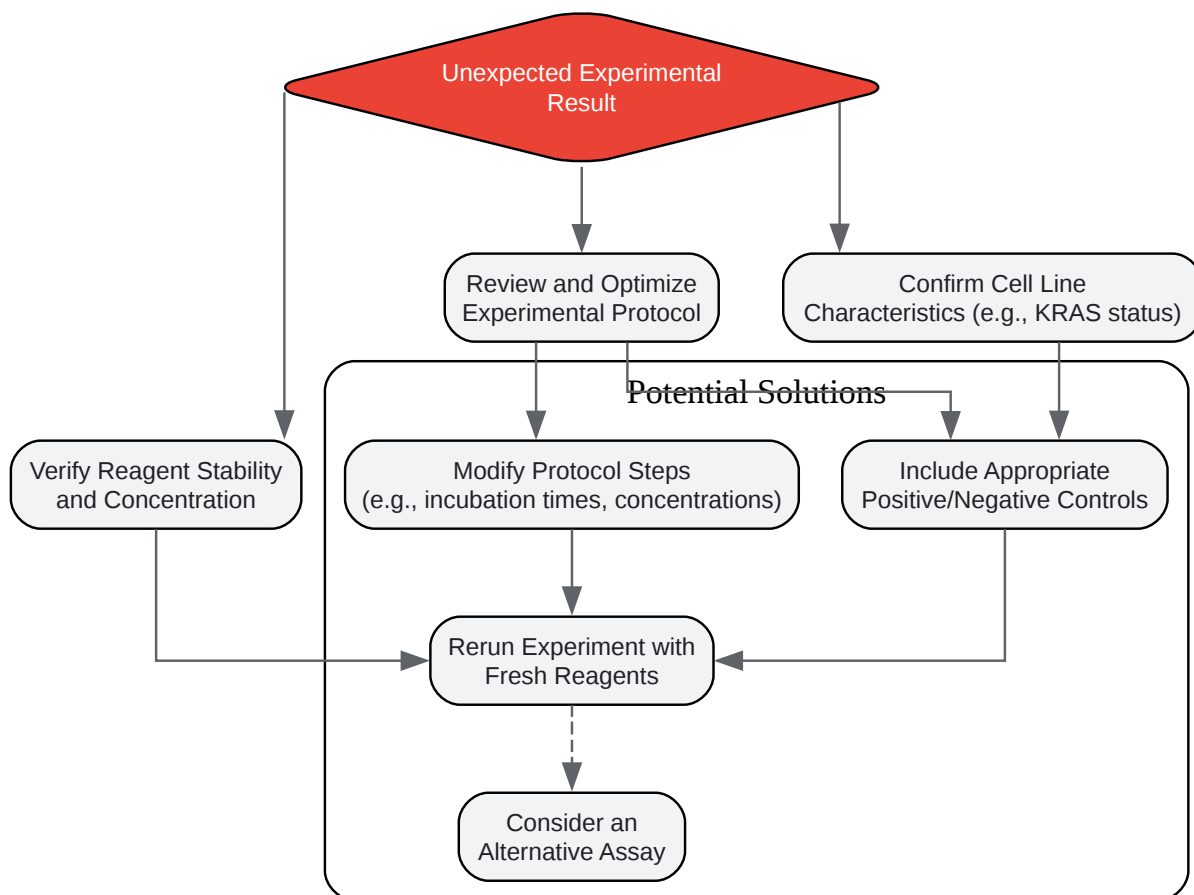 Unexpected Experimental
Result
Review and Optimize
Experimental Protocol
Confirm Cell Line
Characteristics (e.g., KRAS status)
Potential Solutions
Verify Reagent Stability
and Concentration
Modify Protocol Steps
(e.g., incubation times, concentrations)
Include Appropriate
Positive/Negative Controls
Rerun Experiment with
Fresh Reagents
Consider an
Alternative Assay